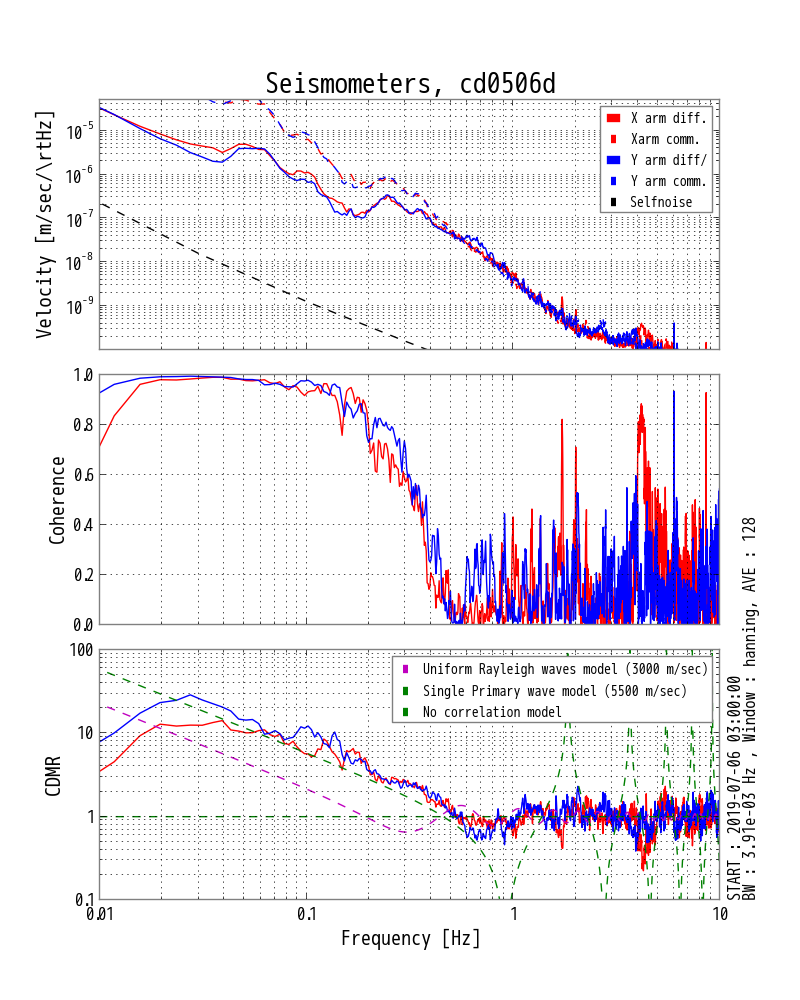 Seismometers, cd0506d
Velocity [m/sec/\rtHz]
10-5
10-6
10-7
10-8
10-9
X arm diff.
Xarm comm.
Y arm diff/
Y arm comm.
Selfnoise
Coherence
1.0
0.8
0.6
0.4
0.2
0.0
CDMR
100
10
1
0.1
Uniform Rayleigh waves model (3000 m/sec)
Single Primary wave model (5500 m/sec)
No correlation model
0.01
0.1
1
10
Frequency [Hz]
START : 2019-07-06 03:00:00
BW : 3.91e-03 Hz , Window : hanning, AVE : 128